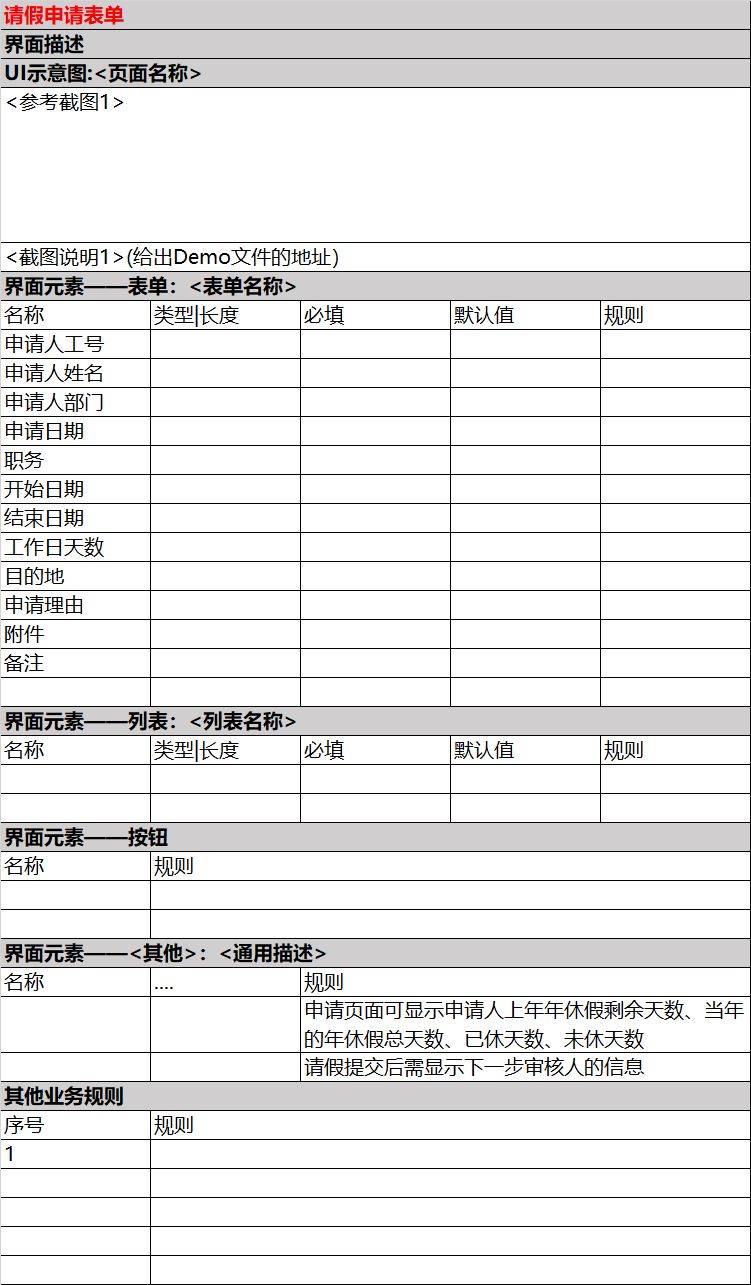 请假申请表单
界面描述
UI示意图:<页面名称>
<参考截图1>
<截图说明1>(给出Demo文件的地址)
界面元素——表单：<表单名称>
名称 类型|长度 必填 默认值 规则
申请人工号
申请人姓名
申请人部门
申请日期
职务
开始日期
结束日期
工作日天数
目的地
申请理由
附件
备注
界面元素——列表：<列表名称>
名称 类型|长度 必填 默认值 规则
界面元素——按钮
名称 规则
界面元素——<其他>：<通用描述>
名称 .... 规则
申请页面可显示申请人上年年休假剩余天数、当年
的年休假总天数、已休天数、未休天数
请假提交后需显示下一步审核人的信息
其他业务规则
序号 规则
1